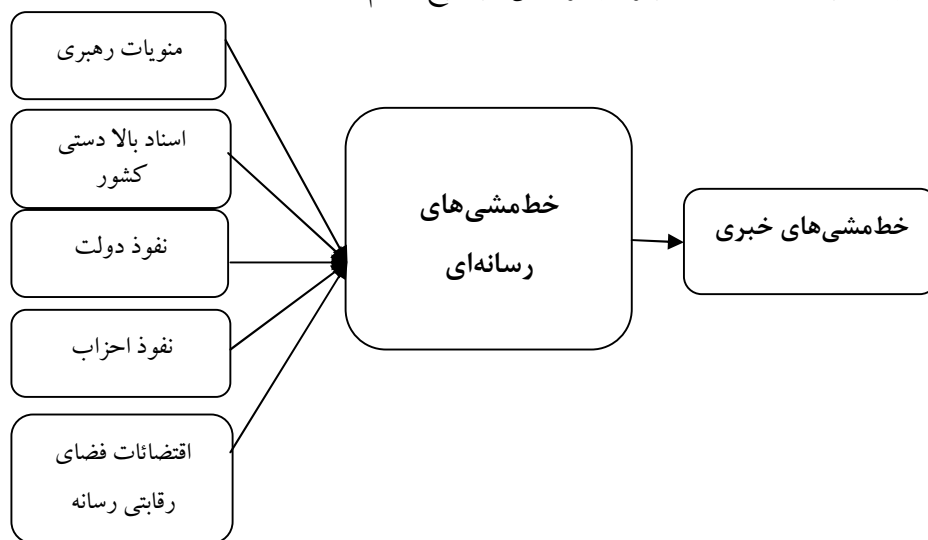 منویات رهبری
اسناد بالا دستی
کشور
نفوذ دولت
نفوذ احزاب
اقتضائات فضای
رقابتی رسانه
خط‌مشی‌های
رسانه‌ای
خط‌مشی‌های خبری